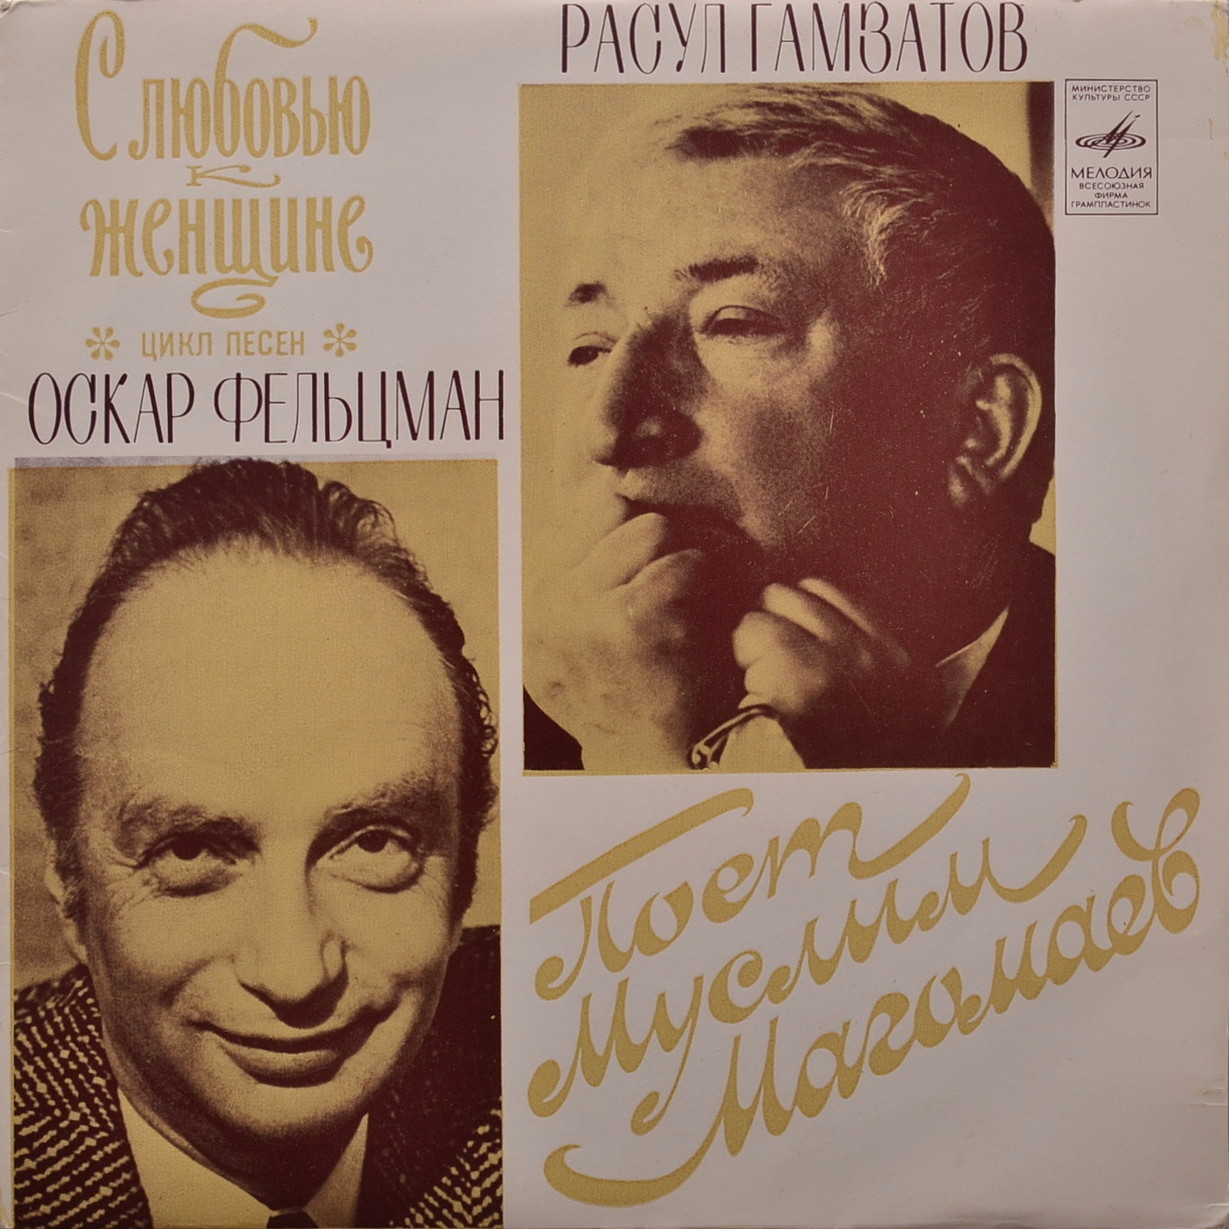 С любовью
к
женщине
ЦИКЛ ПЕСЕН
ОСКАР ФЕЛЬЦМАН
РАСУЛ ГАМЗАТОВ
МИНИСТЕРСТВО
КУЛЬТУРЫ СССР
МЕЛОДИЯ
ВСЕСОЮЗНАЯ
ФИРМА
ГРАМПЛАСТИНОК
Поет
Муслим
Магомаев